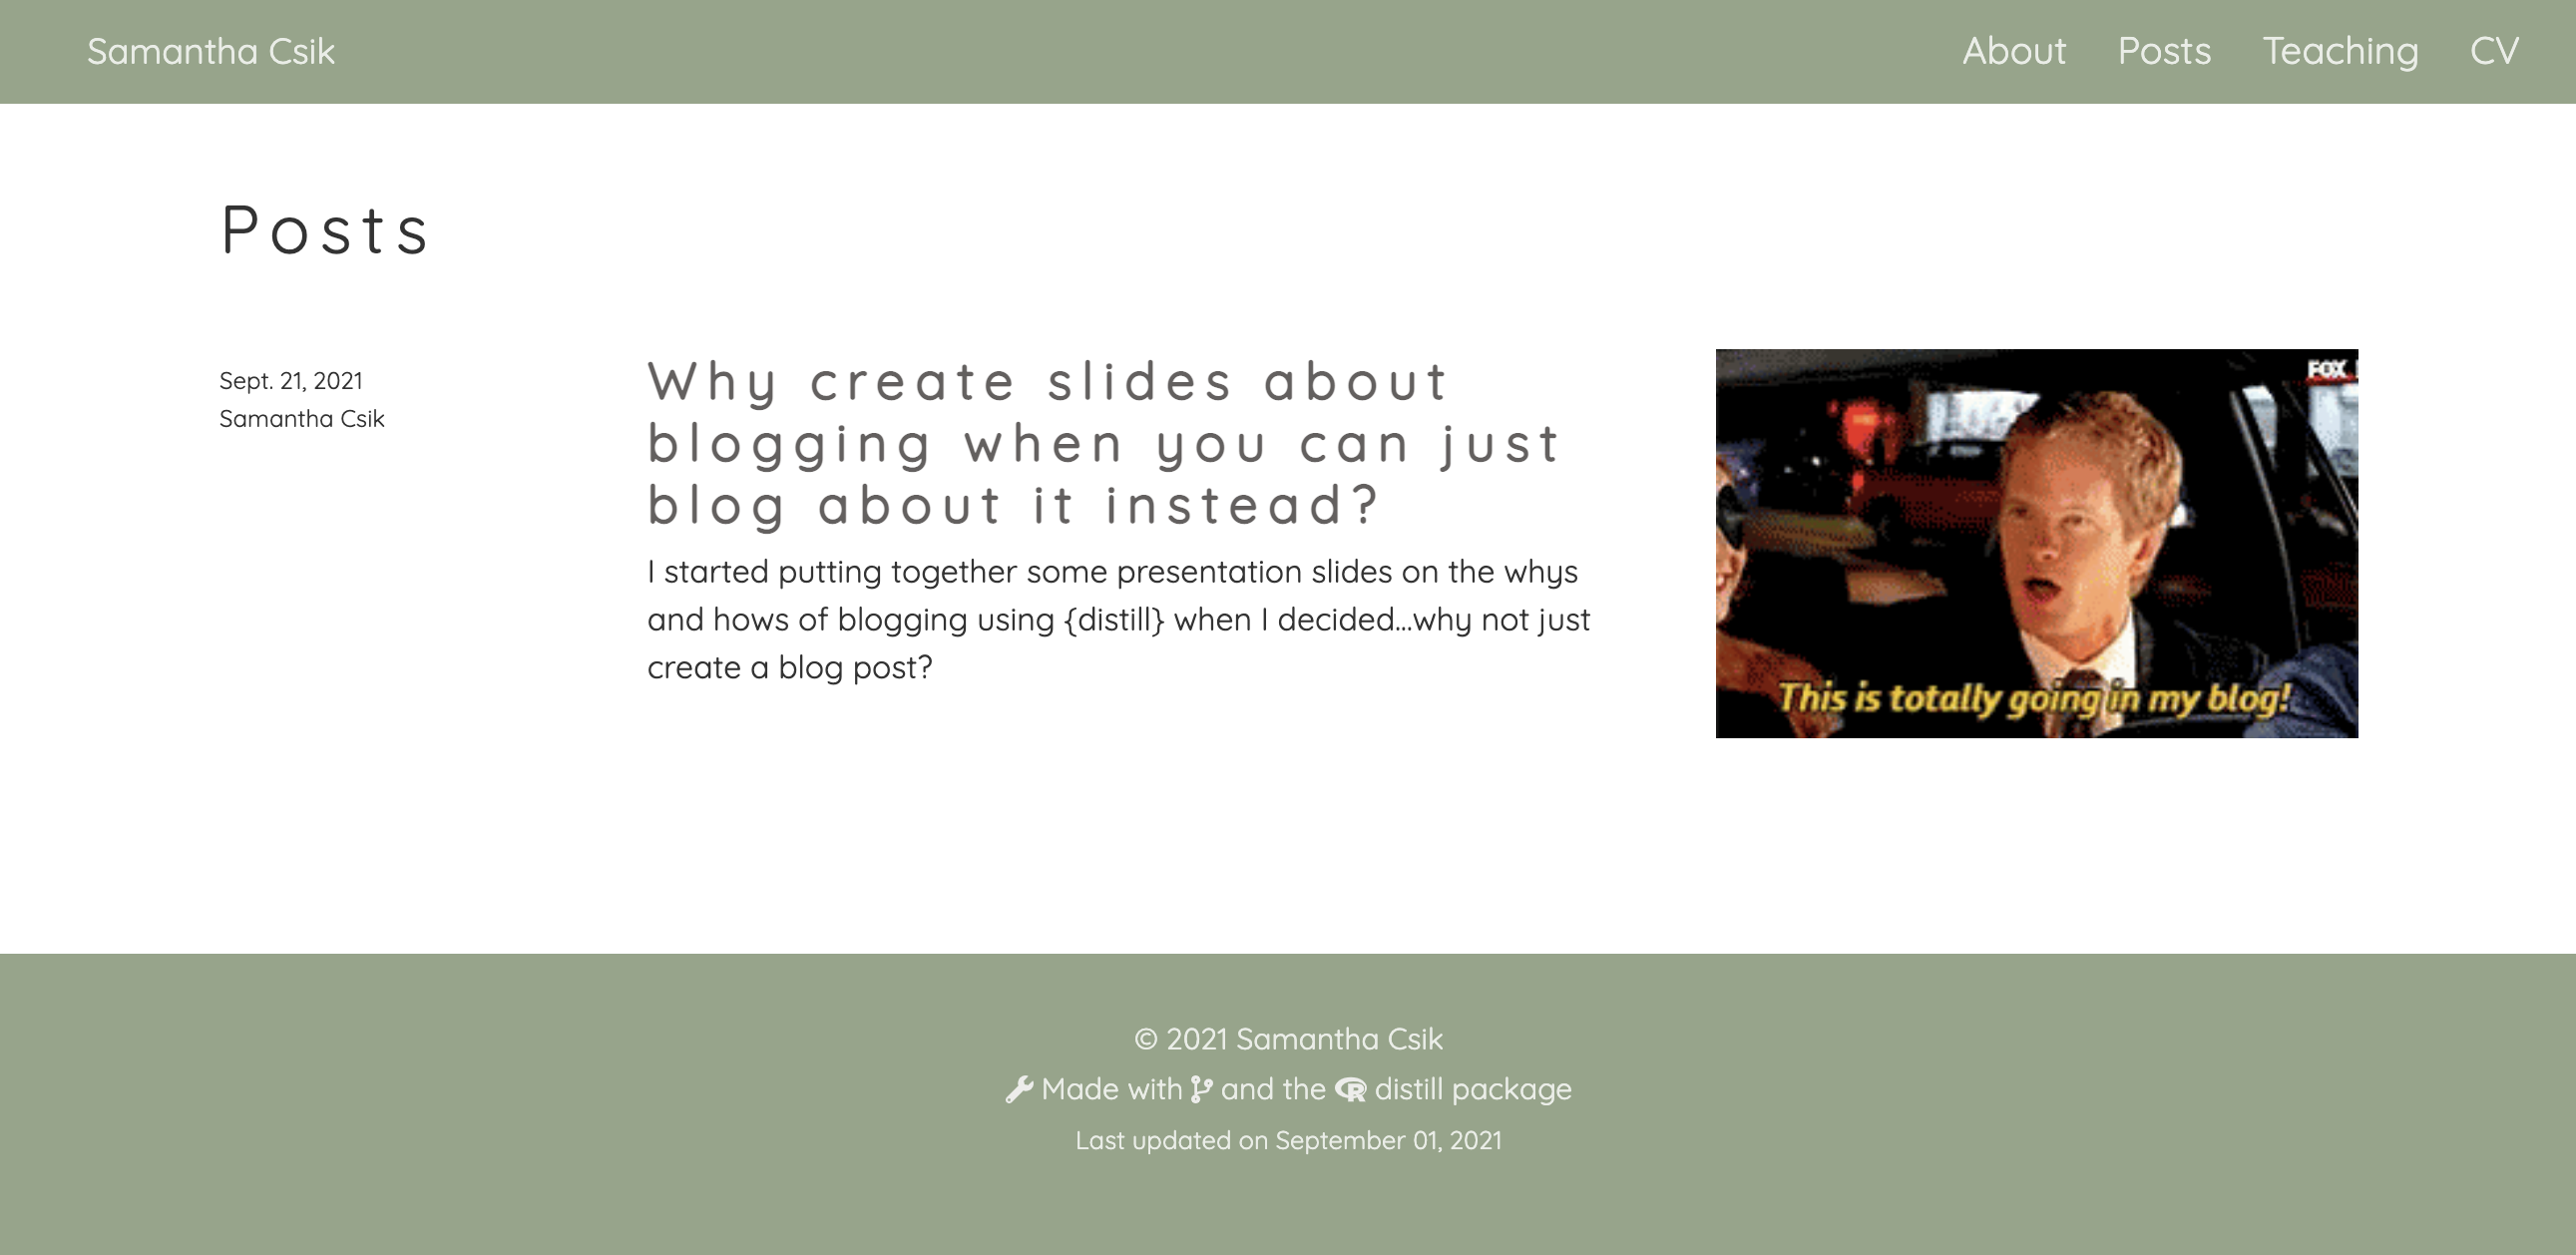 Samantha Csik
About Posts Teaching CV
Posts
Sept. 21, 2021
Samantha Csik
Why create slides about
blogging when you can just
blog about it instead?
I started putting together some presentation slides on the whys
and hows of blogging using {distill} when I decided...why not just
create a blog post?
FOX
This is totally going in my blog!
© 2021 Samantha Csik
Made with and the R distill package
Last updated on September 01, 2021